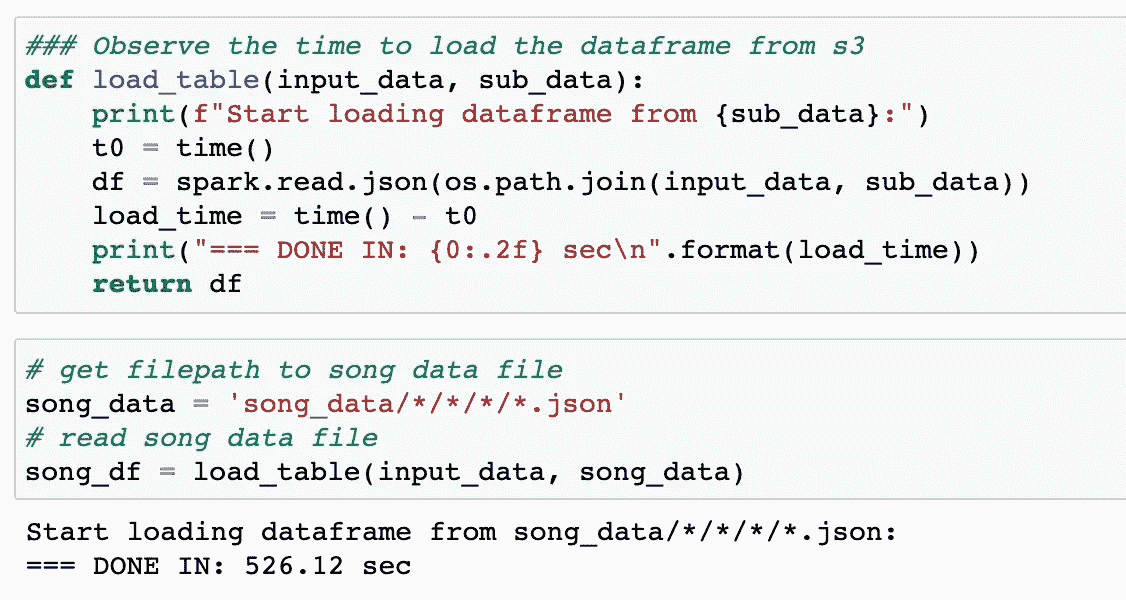 ### Observe the time to load the dataframe from s3
def load_table(input_data, sub_data):
    print(f"Start loading dataframe from {sub_data}:")
    t0 = time()
    df = spark.read.json(os.path.join(input_data, sub_data))
    load_time = time() - t0
    print("=== DONE IN: {0:.2f} sec\n".format(load_time))
    return df
# get filepath to song data file
song_data = 'song_data/*/*/*/*.json'
# read song data file
song_df = load_table(input_data, song_data)
Start loading dataframe from song_data/*/*/*/*.json:
=== DONE IN: 526.12 sec